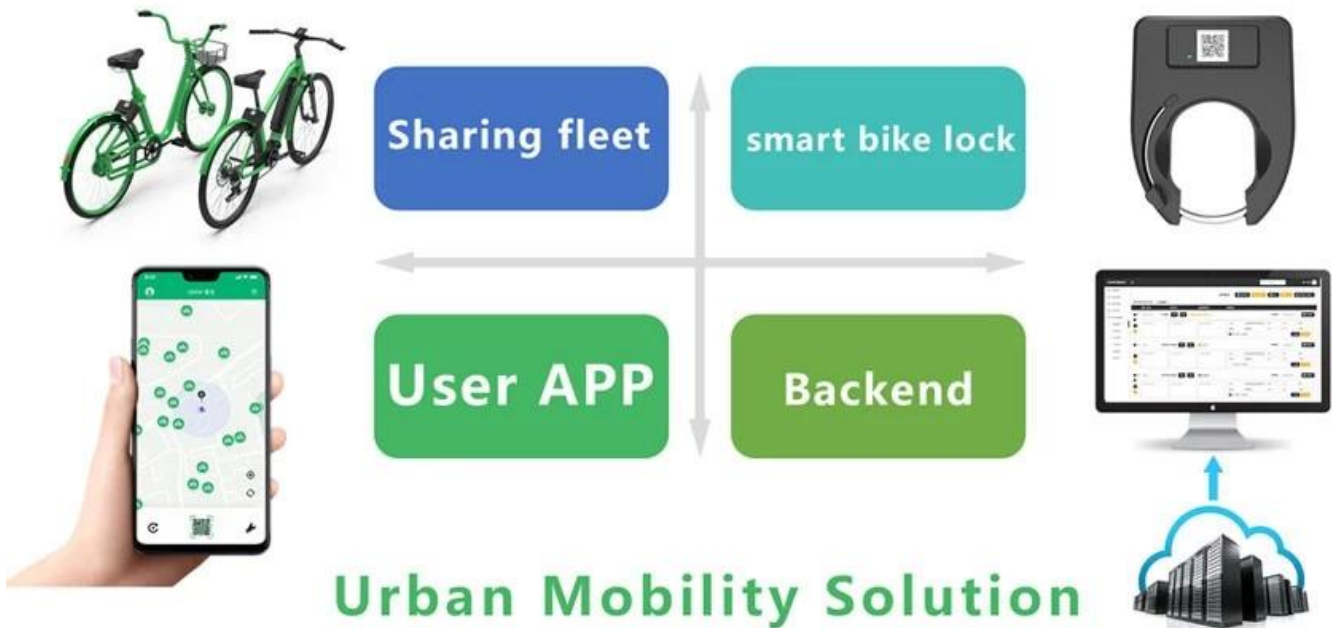 Sharing fleet
smart bike lock
User APP
Backend
Urban Mobility Solution